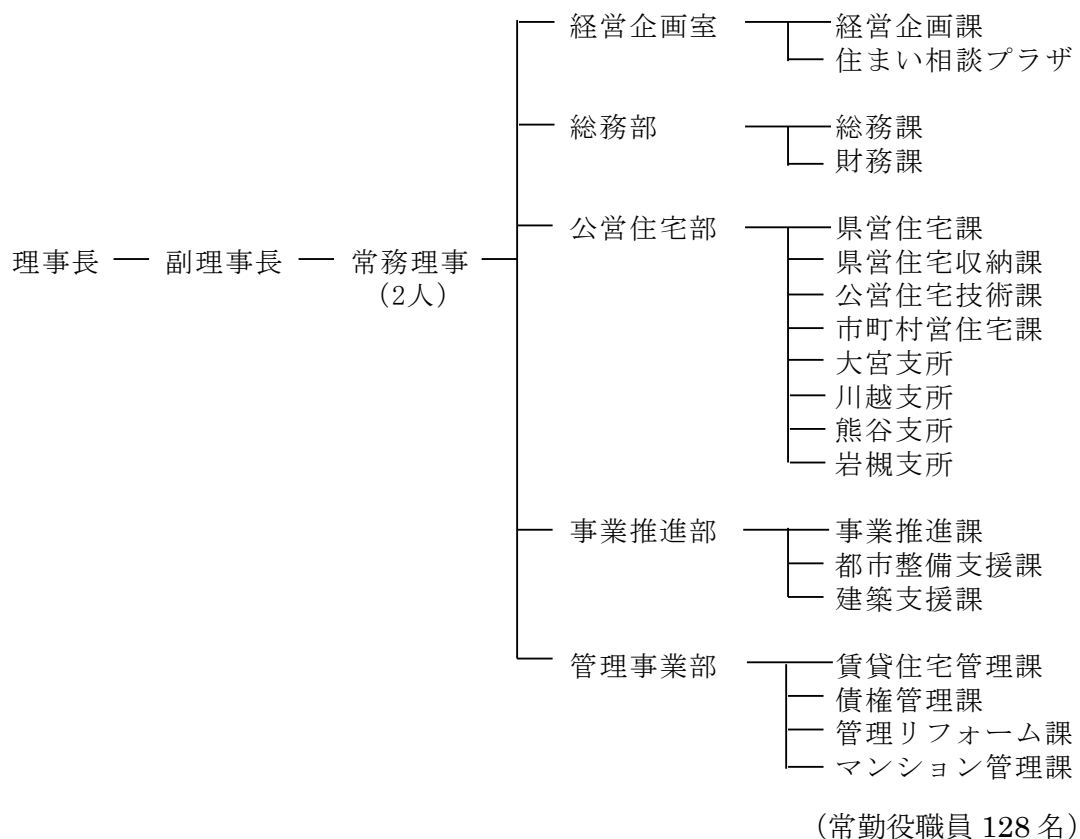 経営企画室 経営企画課
住まい相談プラザ
総務部 総務課
財務課
公営住宅部 県営住宅課
理事長 副理事長 常務理事 県営住宅収納課
(2人) 公営住宅技術課
市町村営住宅課
大宮支所
川越支所
熊谷支所
岩槻支所
事業推進部 事業推進課
都市整備支援課
建築支援課
管理事業部 賃貸住宅管理課
債権管理課
管理リフォーム課
マンション管理課
(常勤役職員 128 名)